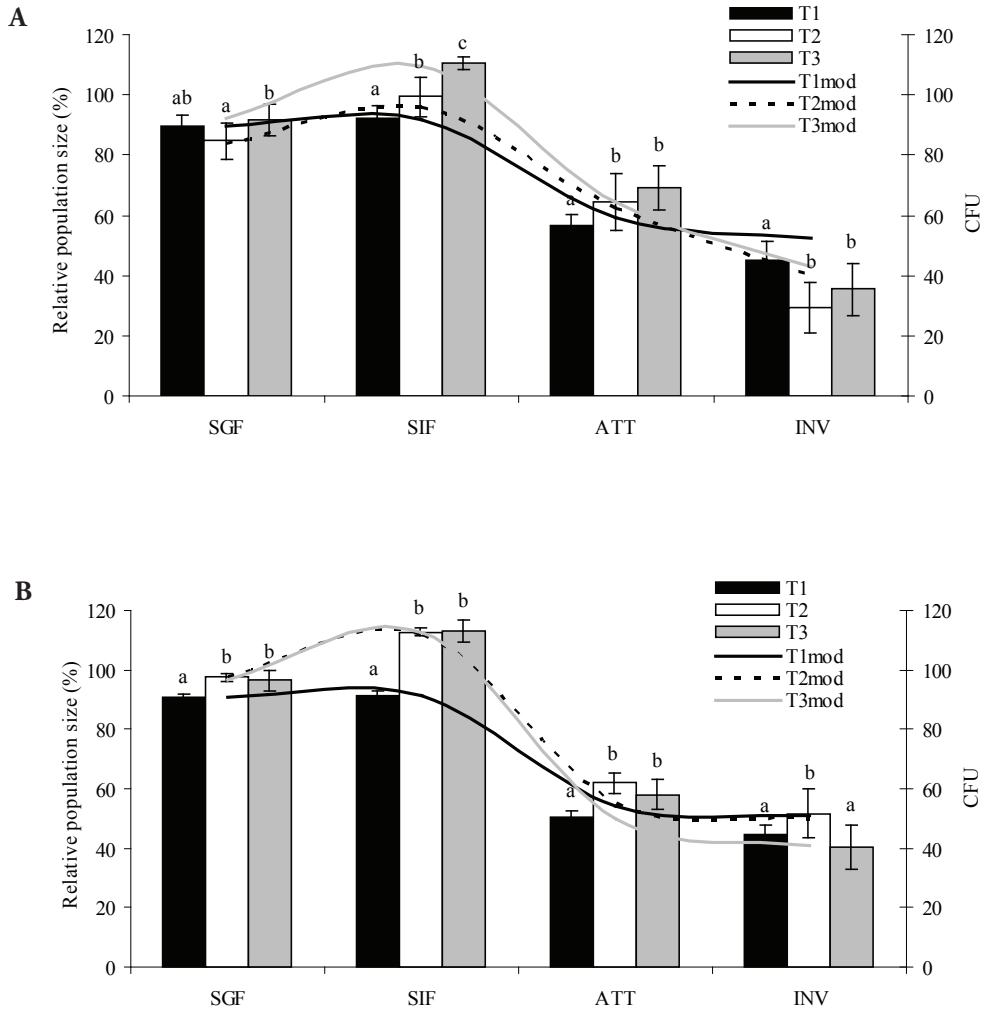 A
T1
T2
T3
T1mod
T2mod
T3mod
Relative population size (%)
CFU
120
100
80
60
40
20
0
120
100
80
60
40
20
0
ab
a
b
a
b
c
a
b
b
a
b
b
SGF
SIF
ATT
INV
B
T1
T2
T3
T1mod
T2mod
T3mod
Relative population size (%)
CFU
120
100
80
60
40
20
0
120
100
80
60
40
20
0
a
b
b
a
b
b
a
b
b
a
b
a
SGF
SIF
ATT
INV